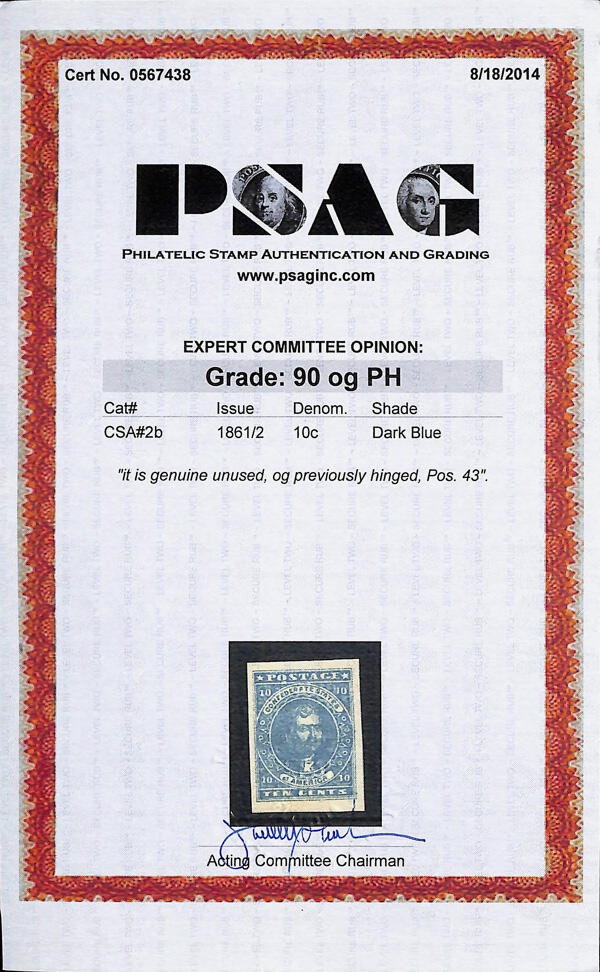 Cert No. 0567438 8/18/2014
PSAG
PHILATELIC STAMP AUTHENTICATION AND GRADING
www.psaginc.com
EXPERT COMMITTEE OPINION:
Grade: 90 og PH
Cat# Issue Denom. Shade
CSA#2b 1861/2 10c Dark Blue
"it is genuine unused, og previously hinged, Pos. 43".
★POSTAGE★
10 10
CONFEDERATE STATES
OF AMERICA
10 10
TEN CENTS
Acting Committee Chairman